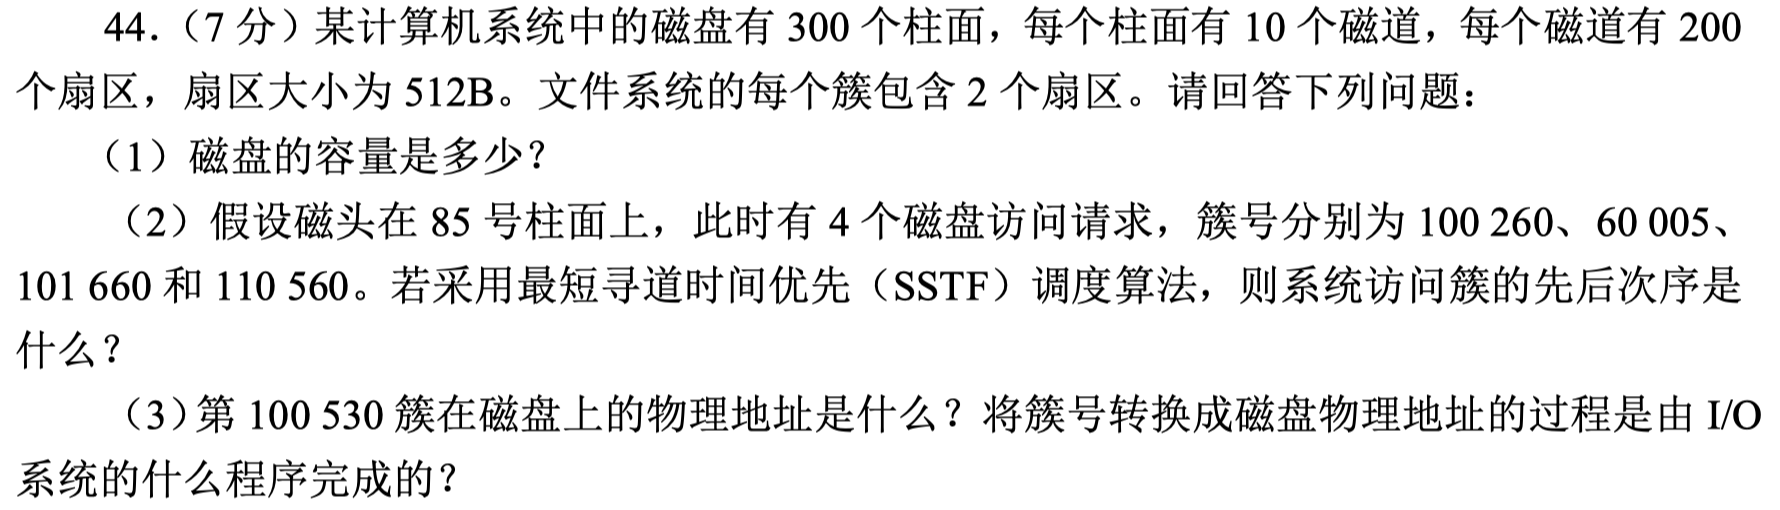 44.（7 分）某计算机系统中的磁盘有 300 个柱面，每个柱面有 10 个磁道，每个磁道有 200
个扇区，扇区大小为 512B。文件系统的每个簇包含 2 个扇区。请回答下列问题：
（1）磁盘的容量是多少？
（2）假设磁头在 85 号柱面上，此时有 4 个磁盘访问请求，簇号分别为 100 260、60 005、
101 660 和 110 560。若采用最短寻道时间优先（SSTF）调度算法，则系统访问簇的先后次序是
什么？
（3）第 100 530 簇在磁盘上的物理地址是什么？将簇号转换成磁盘物理地址的过程是由 I/O
系统的什么程序完成的？